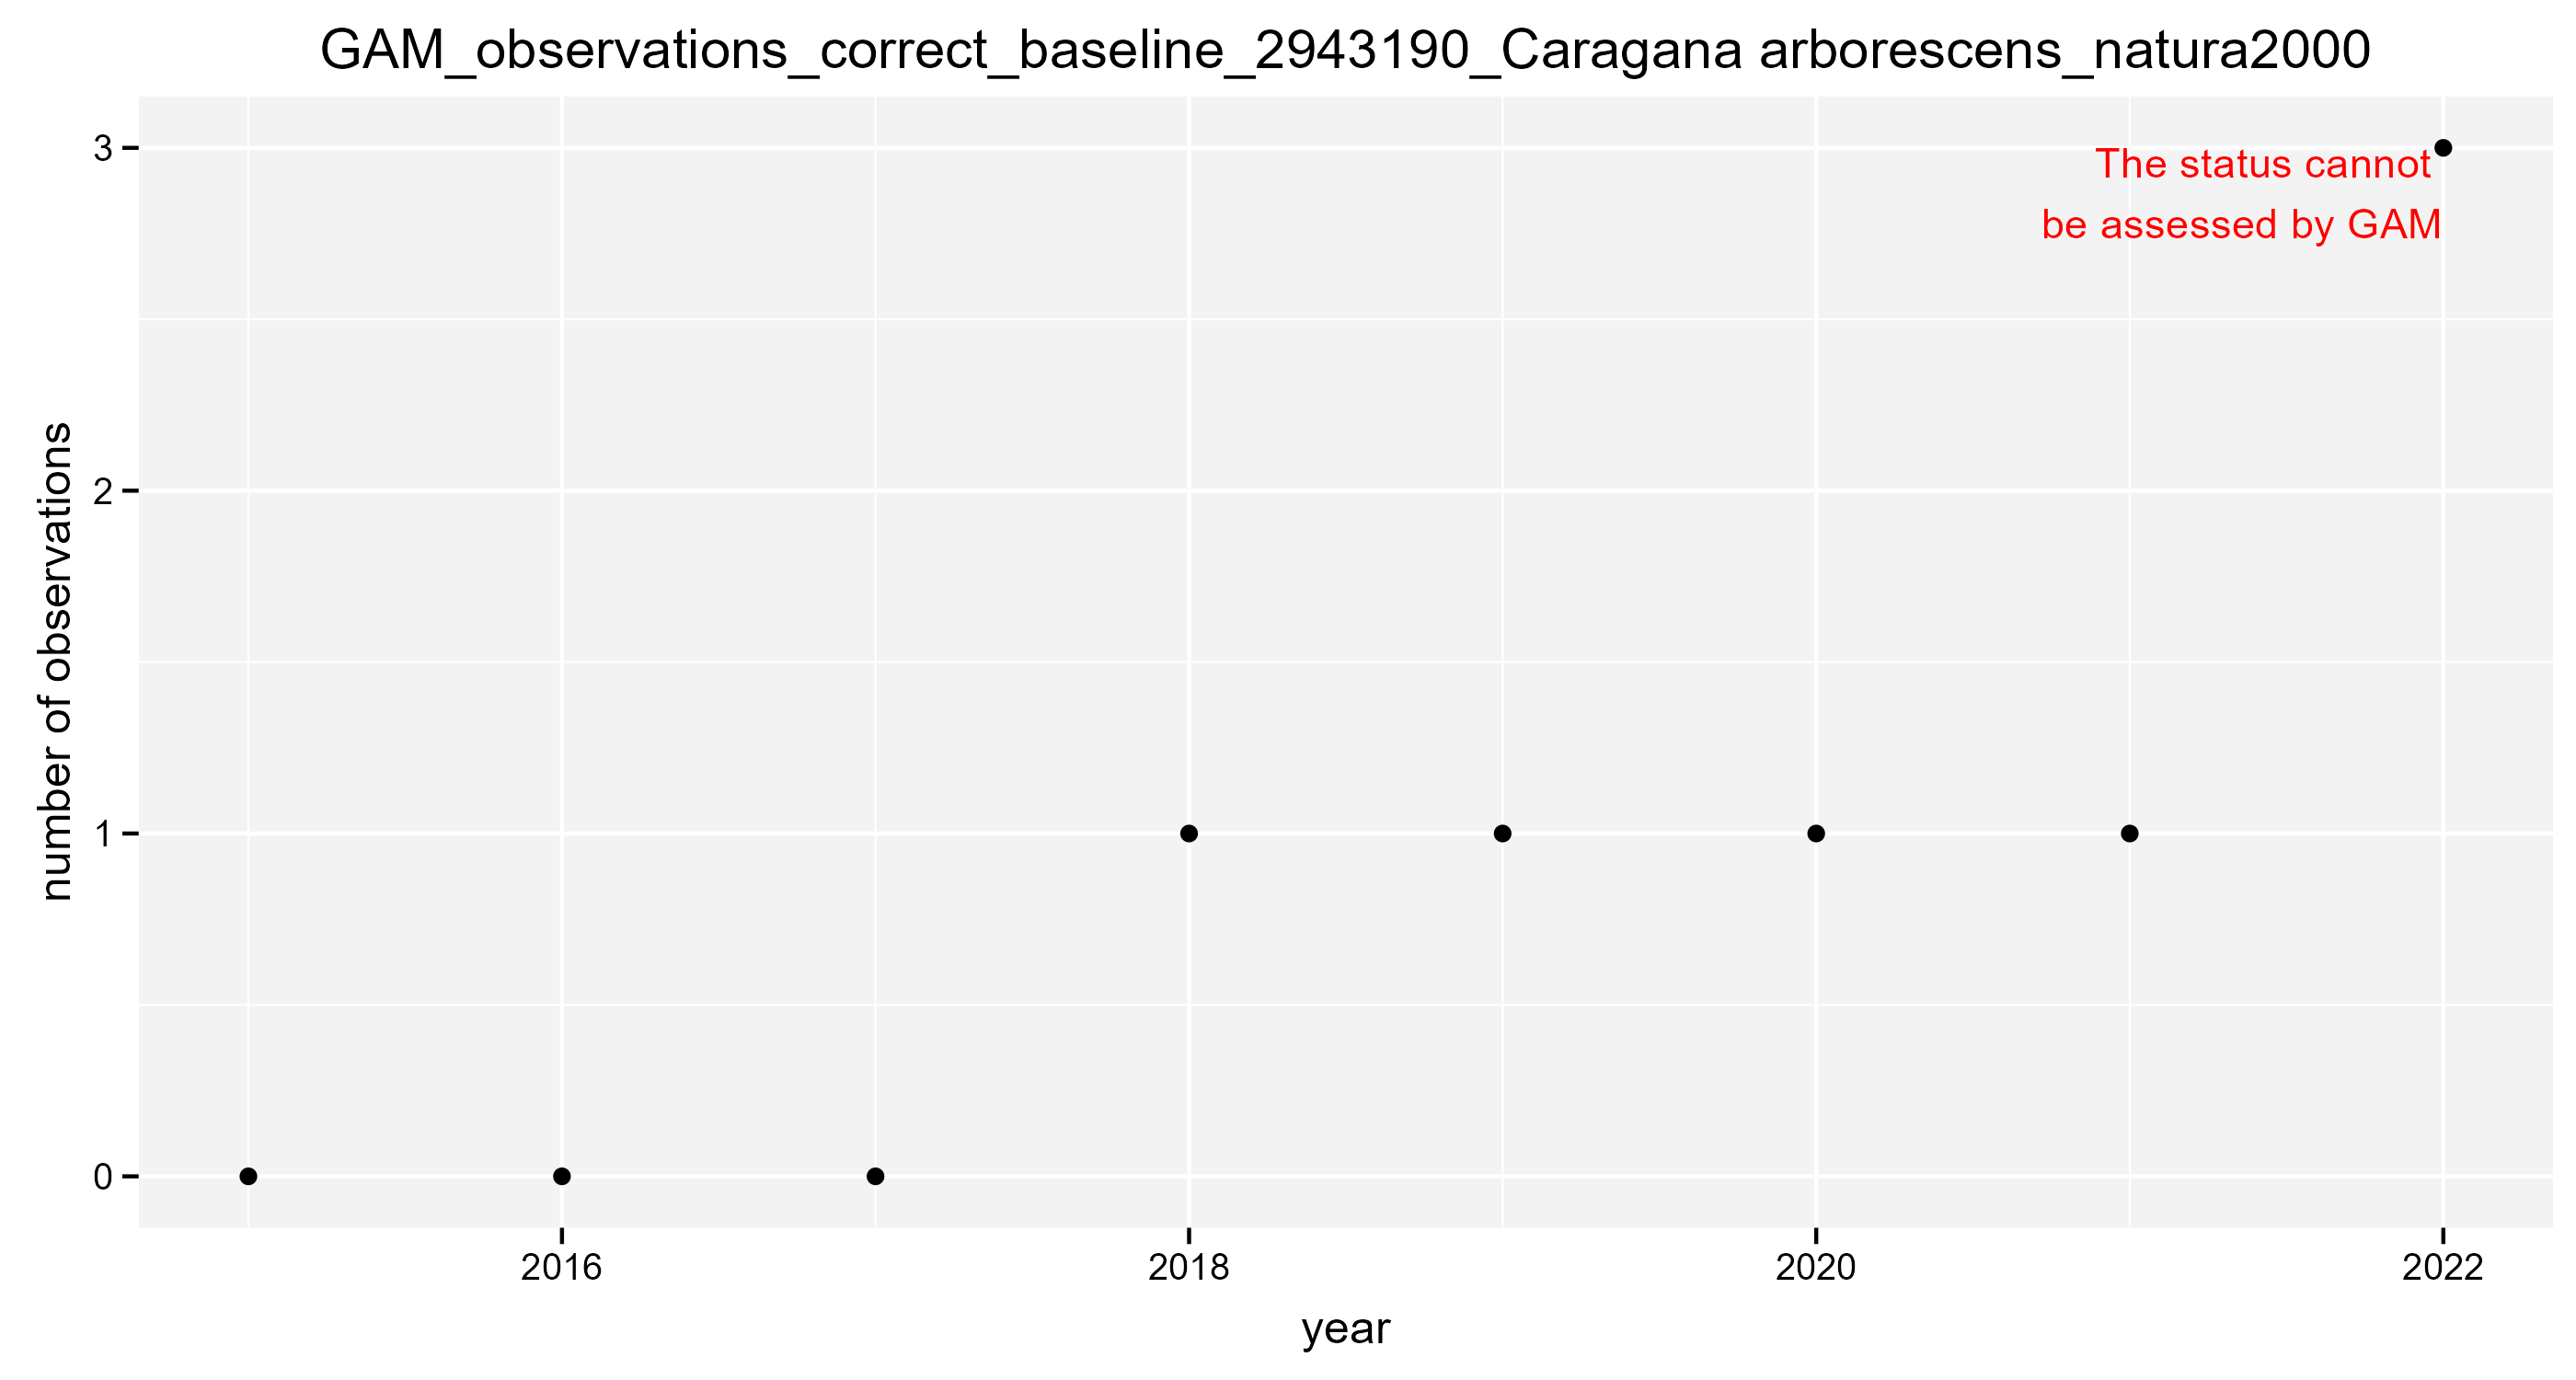 GAM_observations_correct_baseline_2943190_Caragana arborescens_natura2000
3
The status cannot
be assessed by GAM
2
number of observations
1
0
2016 2018 2020 2022
year